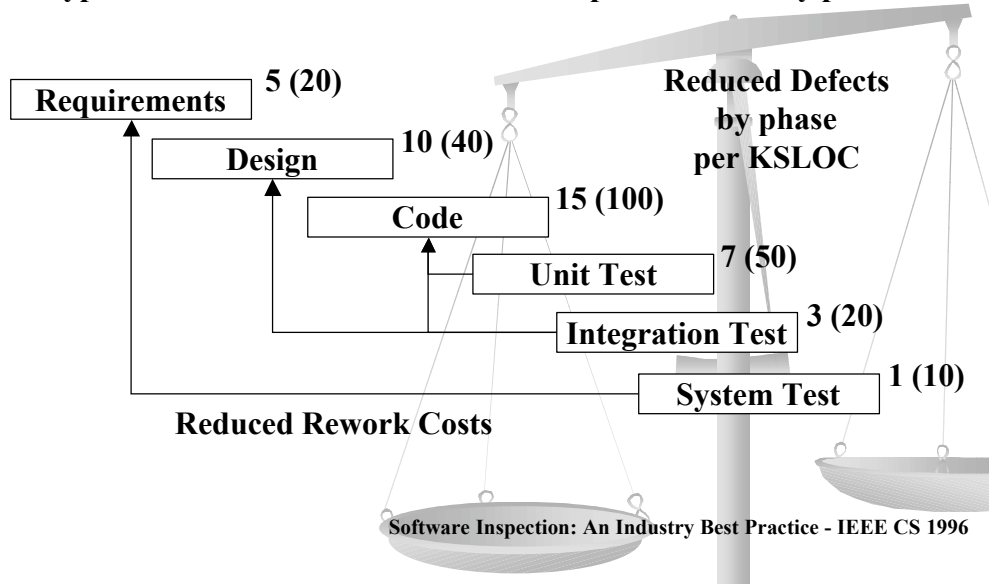 Requirements
5 (20)
Design
10 (40)
Code
15 (100)
Unit Test
7 (50)
Integration Test
3 (20)
System Test
1 (10)
Reduced Defects
by phase
per KSLOC
Reduced Rework Costs
Software Inspection: An Industry Best Practice - IEEE CS 1996